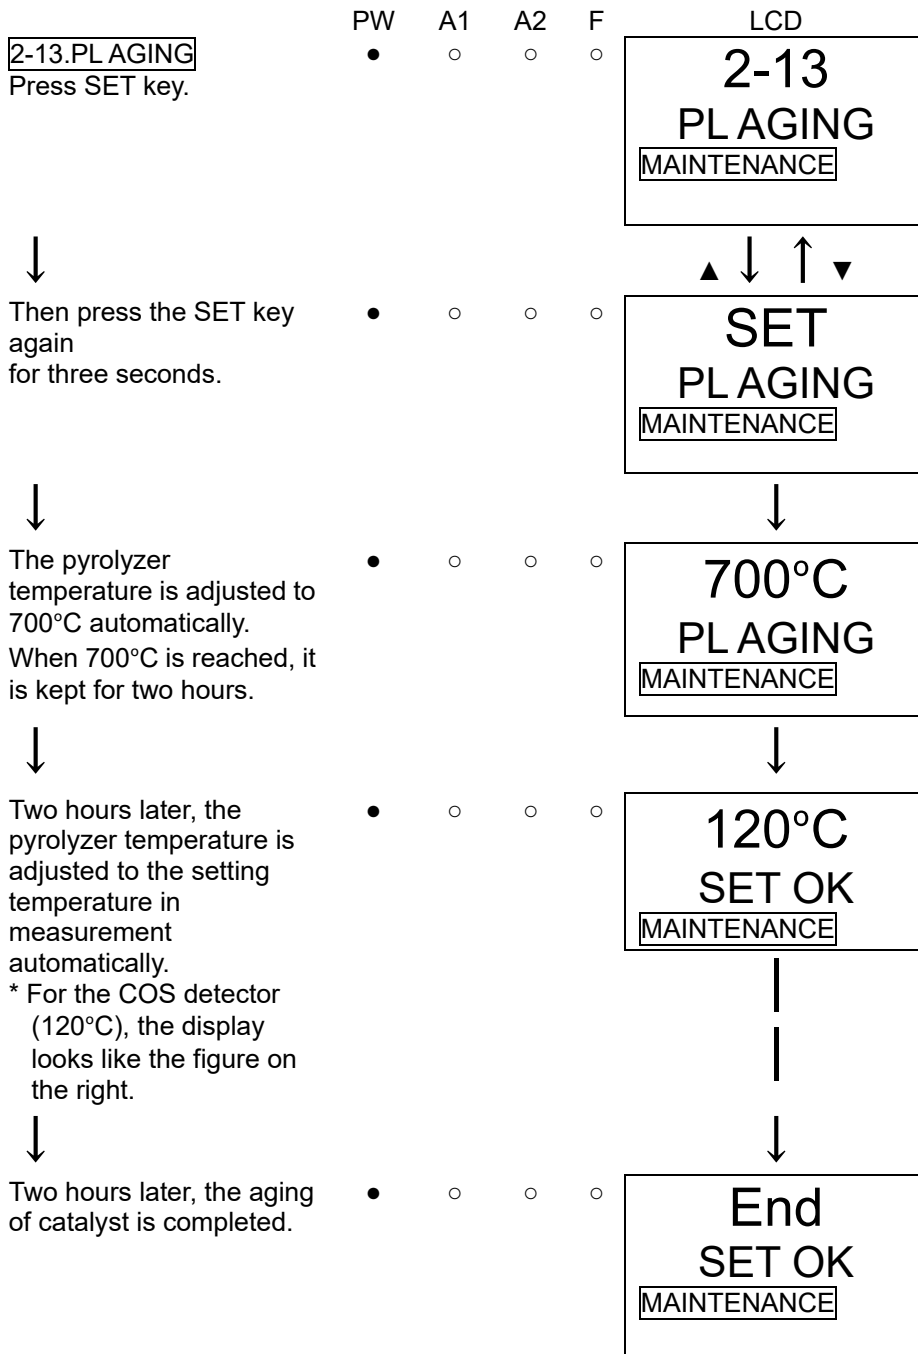 PW A1 A2 F LCD
2-13.PL AGING ● ○ ○ ○ 2-13
Press SET key. PL AGING
MAINTENANCE
↓ ▲ ↓ ↑ ▼
Then press the SET key ● ○ ○ ○ SET
again
for three seconds. PL AGING
MAINTENANCE
↓ ↓
The pyrolyzer ● ○ ○ ○ 700°C
temperature is adjusted to
700°C automatically. PL AGING
When 700°C is reached, it
is kept for two hours. MAINTENANCE
↓ ↓
Two hours later, the ● ○ ○ ○ 120°C
pyrolyzer temperature is
adjusted to the setting SET OK
temperature in
measurement MAINTENANCE
automatically.
* For the COS detector
(120°C), the display
looks like the figure on
the right.
↓ ↓
Two hours later, the aging ● ○ ○ ○ End
of catalyst is completed.
SET OK
MAINTENANCE